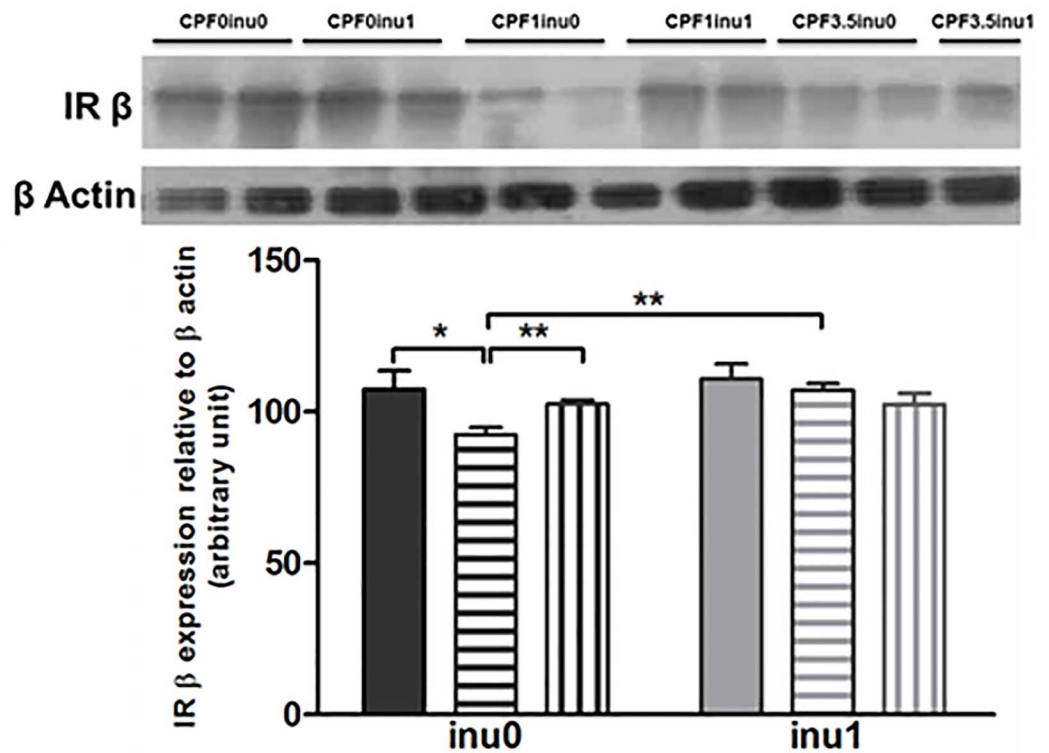 CPF0inu0 CPF0inu1 CPF1inu0 CPF1inu1 CPF3.5inu0 CPF3.5inu1
IR β
β Actin
IR β expression relative to β actin
(arbitrary unit)
150
100
50
0
*
**
**
inu0 inu1